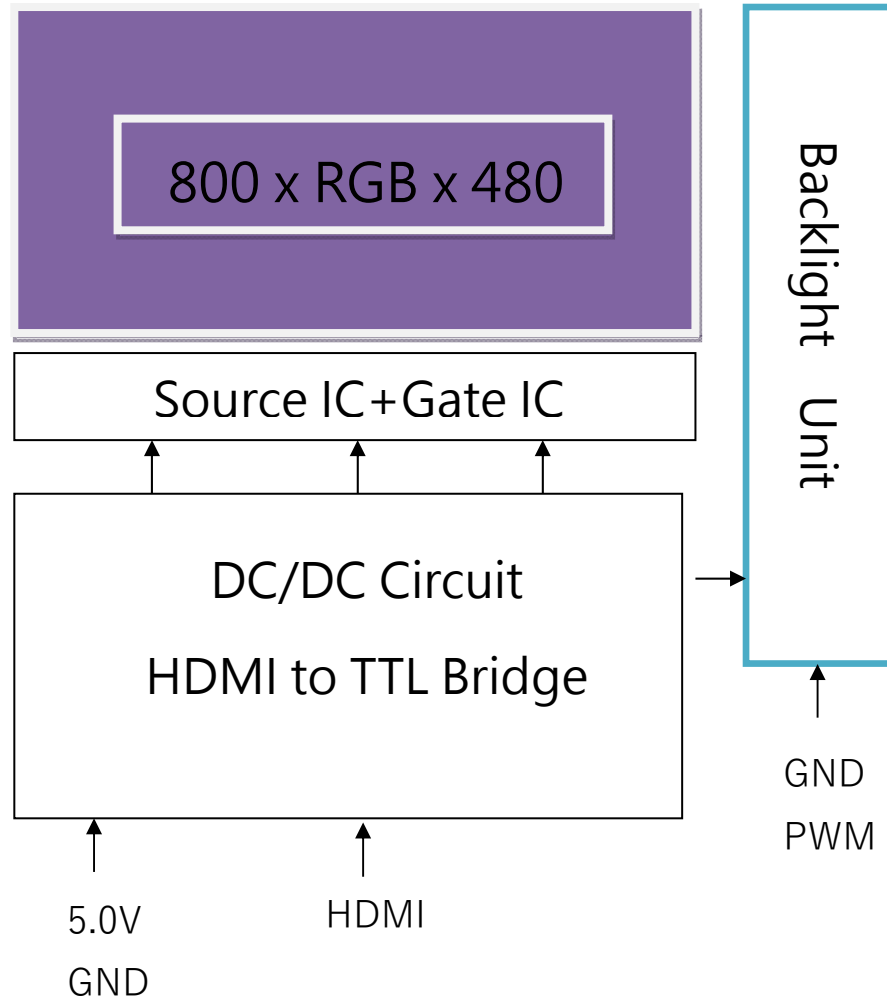 800 x RGB x 480
Source IC+Gate IC
DC/DC Circuit
HDMI to TTL Bridge
Backlight Unit
GND
PWM
5.0V
GND
HDMI